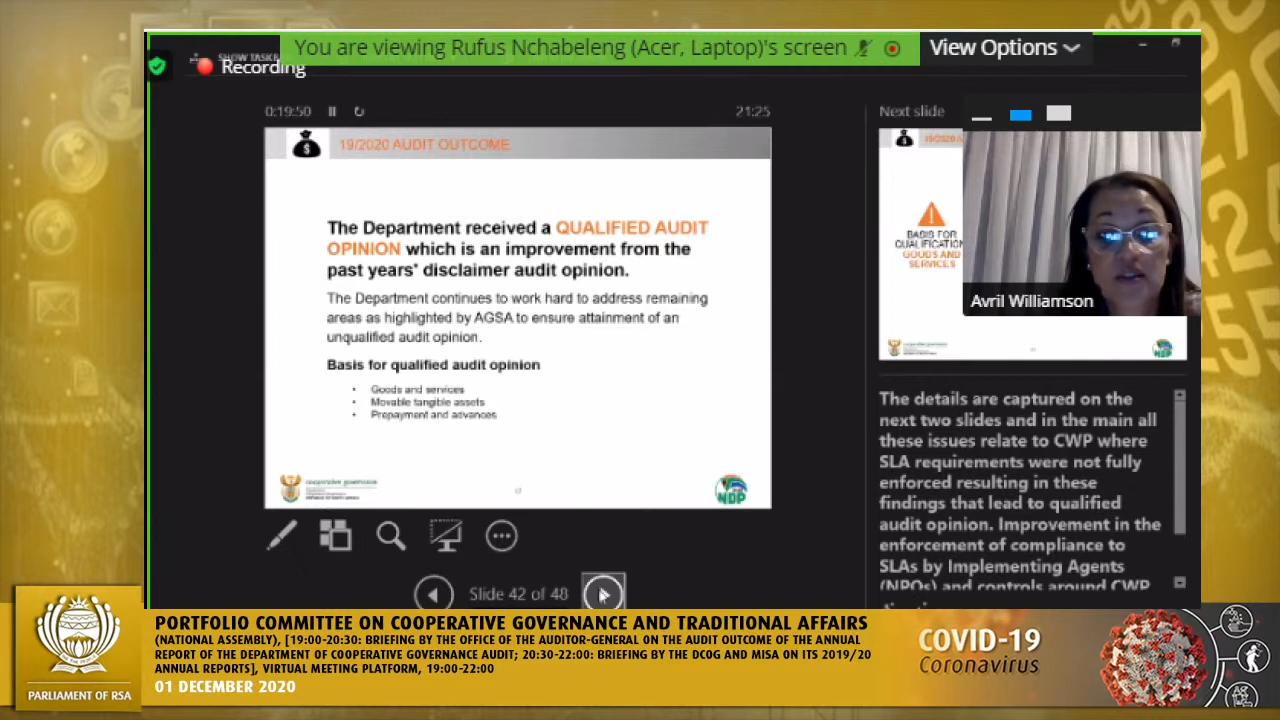 You are viewing Rufus Nchabeleng (Acer, Laptop)'s screen
View Options
Recording
0:19:50
21:25
Next slide
19/2020 AUDIT OUTCOME
The Department received a QUALIFIED AUDIT
OPINION which is an improvement from the
past years' disclaimer audit opinion.
The Department continues to work hard to address remaining
areas as highlighted by AGSA to ensure attainment of an
unqualified audit opinion.
Basis for qualified audit opinion
• Goods and services
• Movable tangible assets
• Prepayment and advances
cooperative governance
NDP
BASIS FOR
QUALIFICATION
GOODS AND
SERVICES
Avril Williamson
NDP
The details are captured on the
next two slides and in the main all
these issues relate to CWP where
SLA requirements were not fully
enforced resulting in these
findings that lead to qualified
audit opinion. Improvement in the
enforcement of compliance to
SLAs by Implementing Agents
(NPOs) and controls around CWP
Slide 42 of 48
PARLIAMENT OF RSA
PORTFOLIO COMMITTEE ON COOPERATIVE GOVERNANCE AND TRADITIONAL AFFAIRS
(NATIONAL ASSEMBLY), [19:00-20:30: BRIEFING BY THE OFFICE OF THE AUDITOR-GENERAL ON THE AUDIT OUTCOME OF THE ANNUAL
REPORT OF THE DEPARTMENT OF COOPERATIVE GOVERNANCE AUDIT; 20:30-22:00: BRIEFING BY THE DCOG AND MISA ON ITS 2019/20
ANNUAL REPORTS], VIRTUAL MEETING PLATFORM, 19:00-22:00
01 DECEMBER 2020
COVID-19
Coronavirus